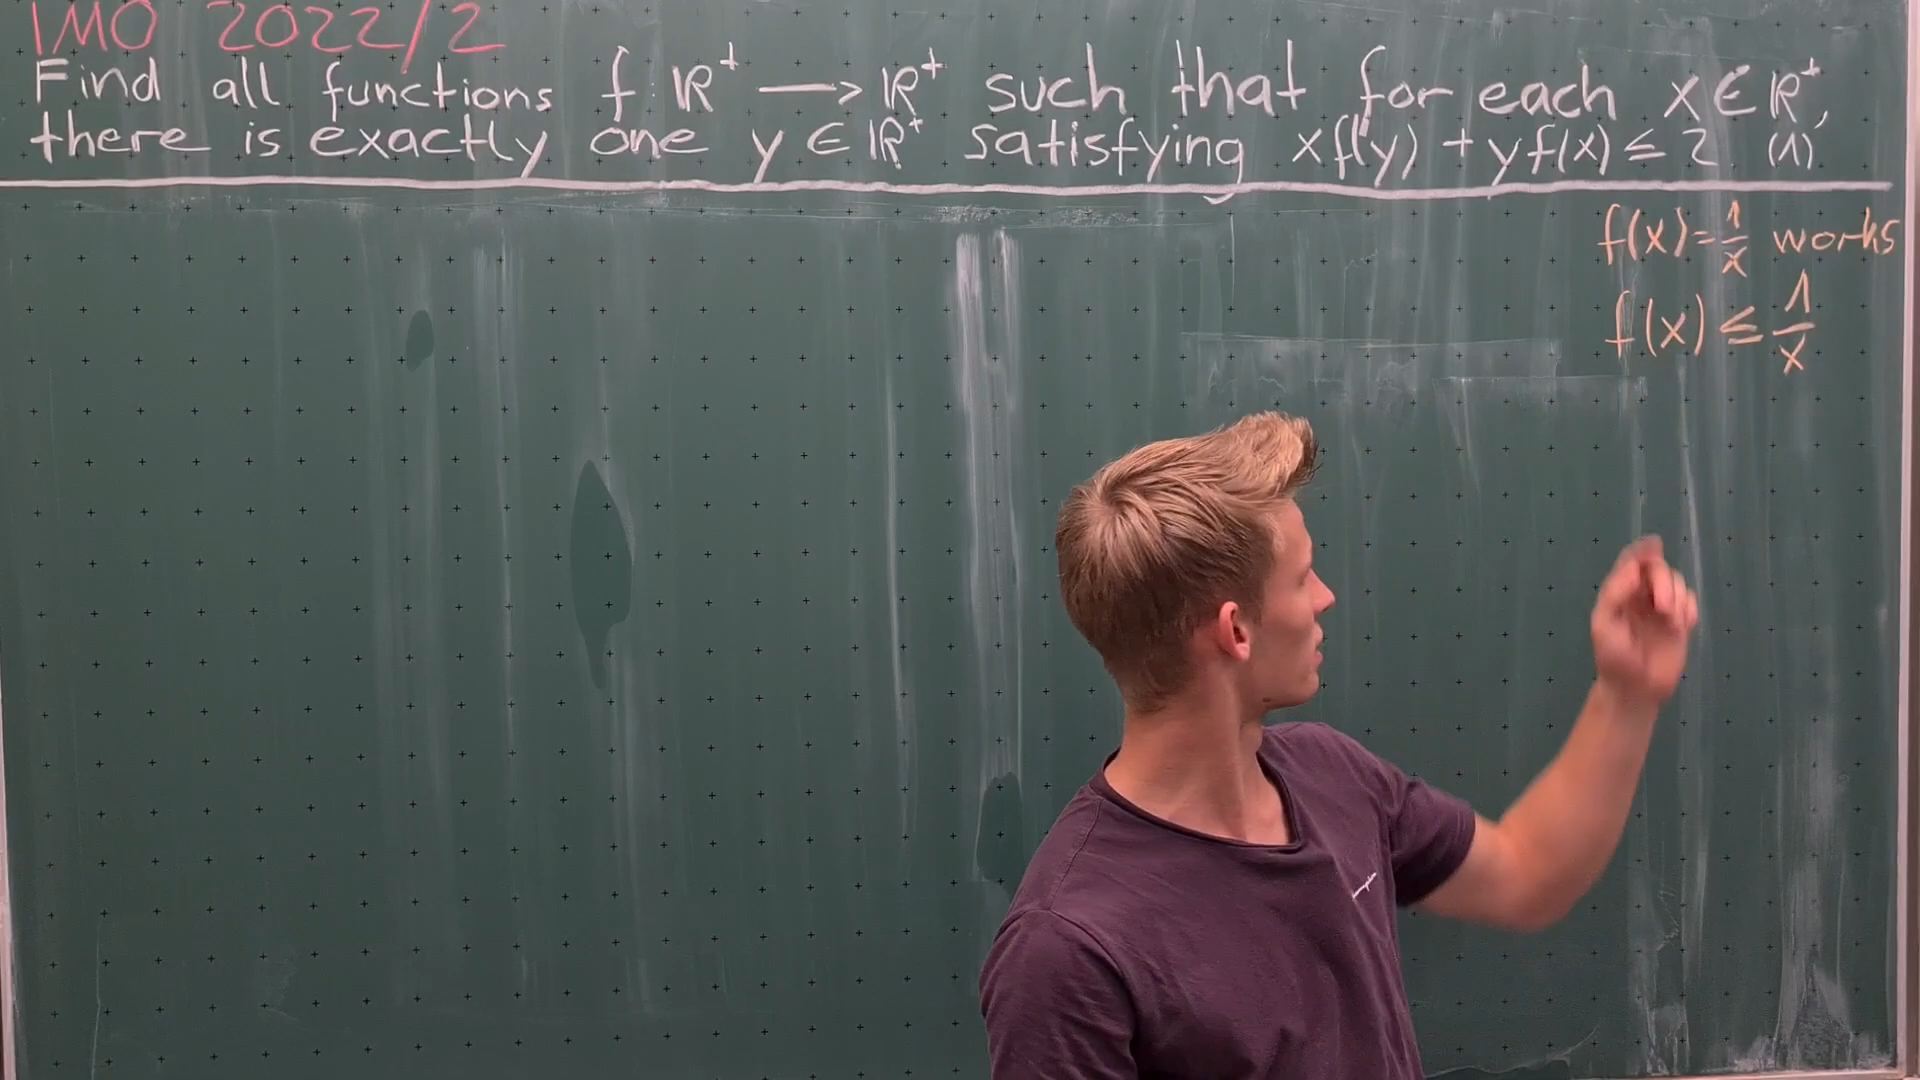 IMO 2022/2
Find all functions f: ℝ⁺ → ℝ⁺ such that for each x ∈ ℝ⁺,
there is exactly one y ∈ ℝ⁺ satisfying xf(y) + yf(x) ≤ 2. (1)
f(x) = 1/x works
f(x) ≤ 1/x